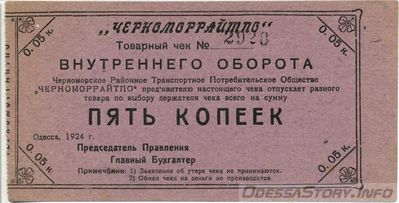 „ЧЕРНОМОРРАЙТПО“
0.05 к. 0.05 к.
Товарный чек №
ВНУТРЕННЕГО ОБОРОТА
Черноморское Районное Транспортное Потребительское Общество
„ЧЕРНОМОРРАЙТПО“ пред'явителю настоящего чека отпускает разного
товара по выбору держателя чека всего на сумму
ПЯТЬ КОПЕЕК
Одесса, 1924 г.
Председатель Правления
Главный Бухгалтер
0.05 к. 0.05 к.
Примечание: 1) Заявления об утере чека не принимаются.
2) Обмен чека на деньги не производится.
OdessaStory.Info